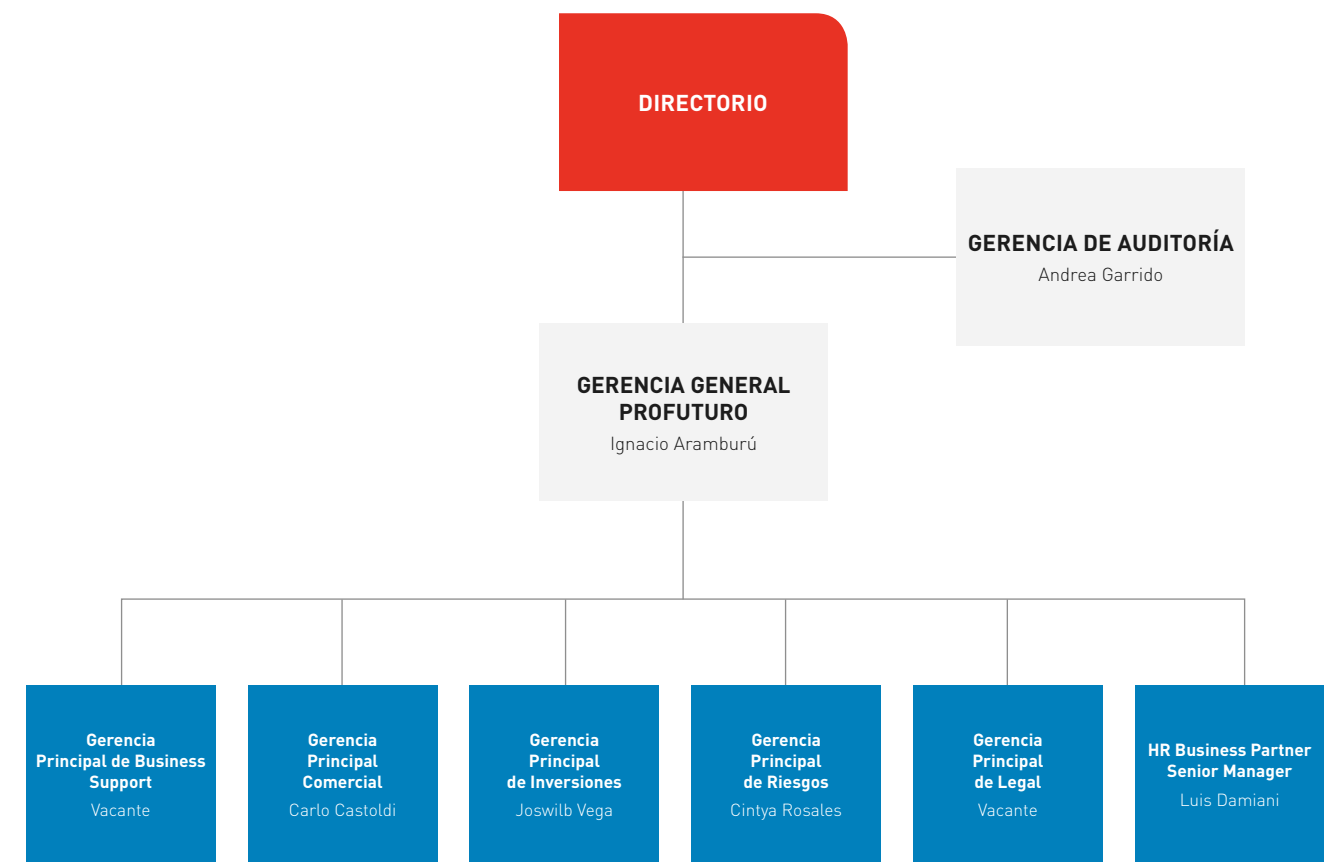 DIRECTORIO
GERENCIA DE AUDITORÍA
Andrea Garrido
GERENCIA GENERAL
PROFUTURO
Ignacio Aramburú
Gerencia
Principal de Business
Support
Vacante
Gerencia
Principal
Comercial
Carlo Castoldi
Gerencia
Principal
de Inversiones
Joswilb Vega
Gerencia
Principal
de Riesgos
Cintya Rosales
Gerencia
Principal
de Legal
Vacante
HR Business Partner
Senior Manager
Luis Damiani